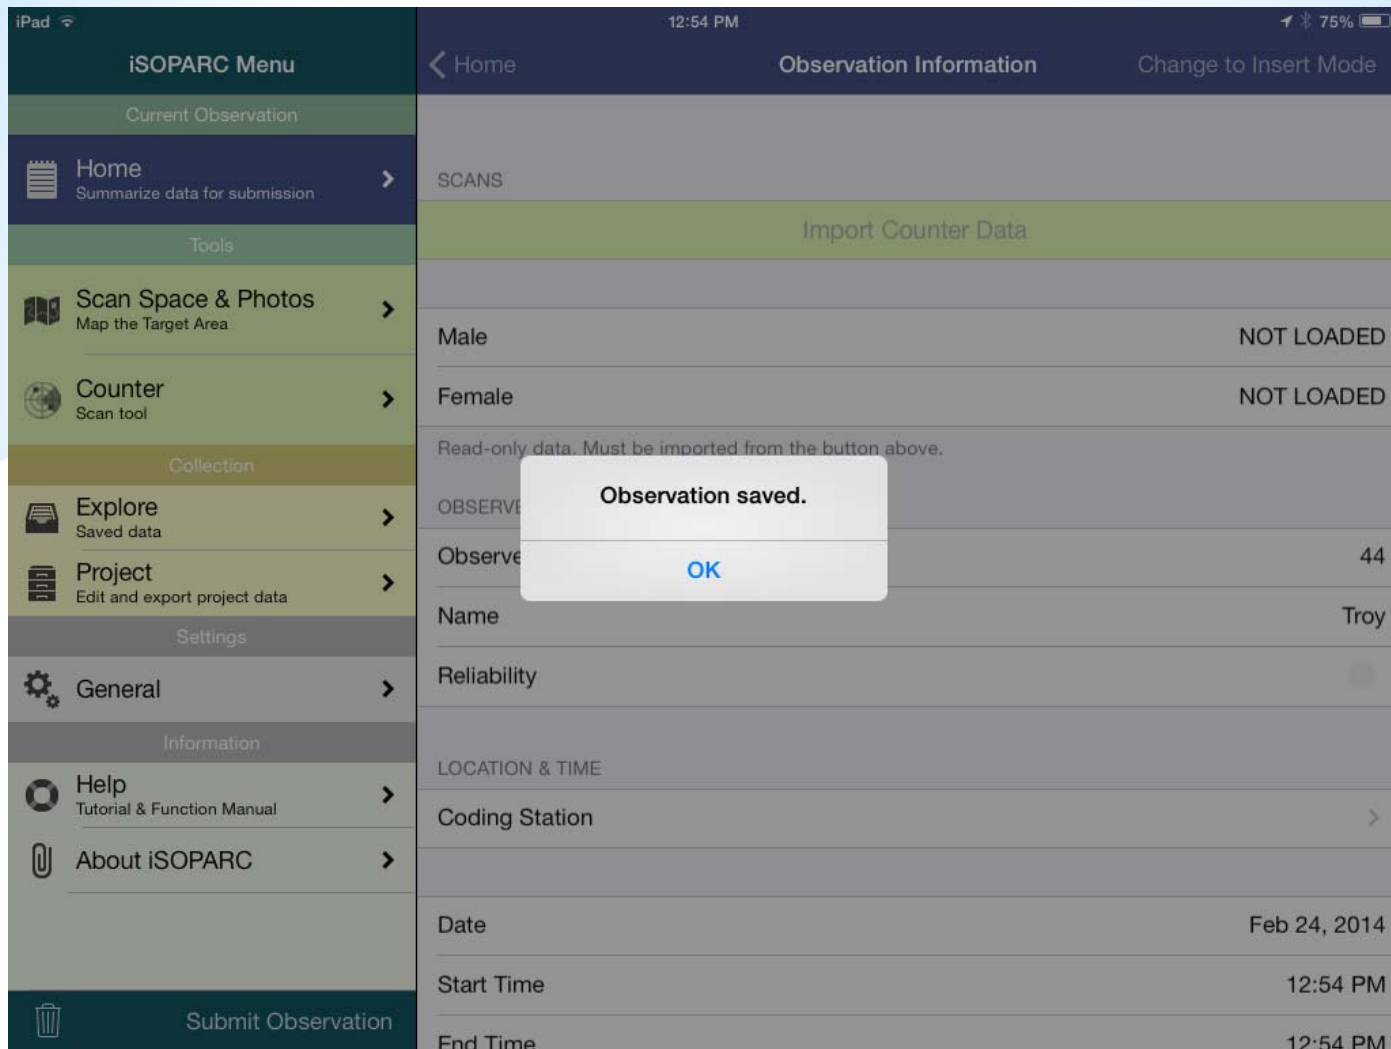 iPad
12:54 PM
75%
iSOPARC Menu
Home
Observation Information
Change to Insert Mode
Current Observation
Home
Summarize data for submission
Tools
Scan Space & Photos
Map the Target Area
Counter
Scan tool
Collection
Explore
Saved data
Project
Edit and export project data
Settings
General
Information
Help
Tutorial & Function Manual
About iSOPARC
Submit Observation
SCANS
Import Counter Data
Male NOT LOADED
Female NOT LOADED
Read-only data. Must be imported from the button above.
Observation saved.
OK
OBSERVE
Observe 44
Name Troy
Reliability
LOCATION & TIME
Coding Station
Date Feb 24, 2014
Start Time 12:54 PM
End Time 12:54 PM